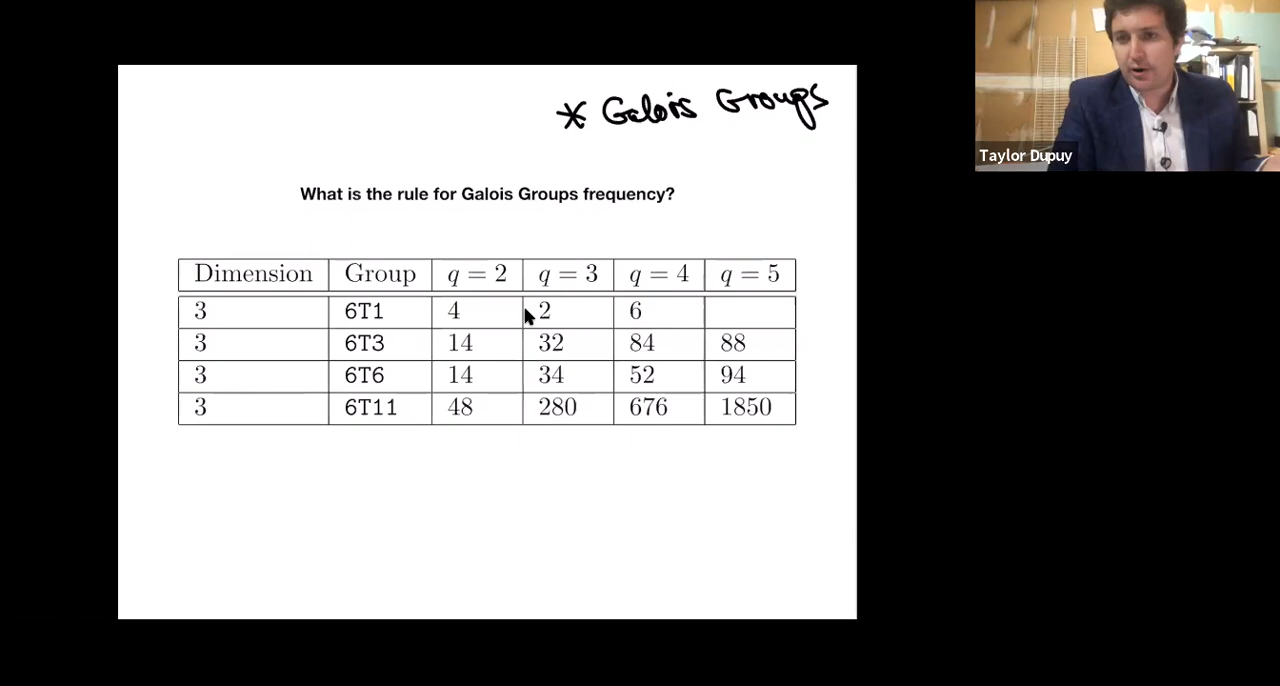 * Galois Groups
What is the rule for Galois Groups frequency?
Dimension Group q = 2 q = 3 q = 4 q = 5
3 6T1 4 2 6
3 6T3 14 32 84 88
3 6T6 14 34 52 94
3 6T11 48 280 676 1850
Taylor Dupuy